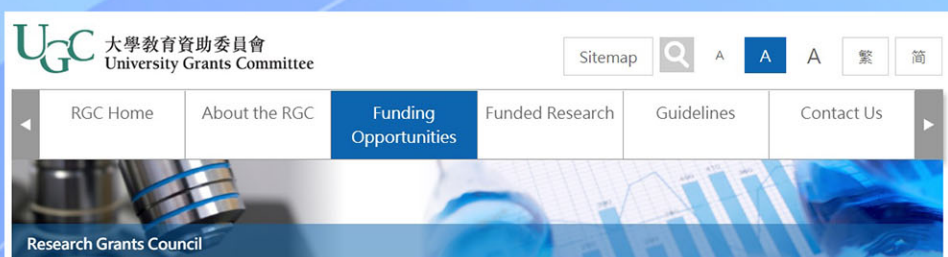 UGC 大學教育資助委員會
University Grants Committee
Sitemap A A A 繁 简
RGC Home About the RGC Funding Opportunities Funded Research Guidelines Contact Us
Research Grants Council